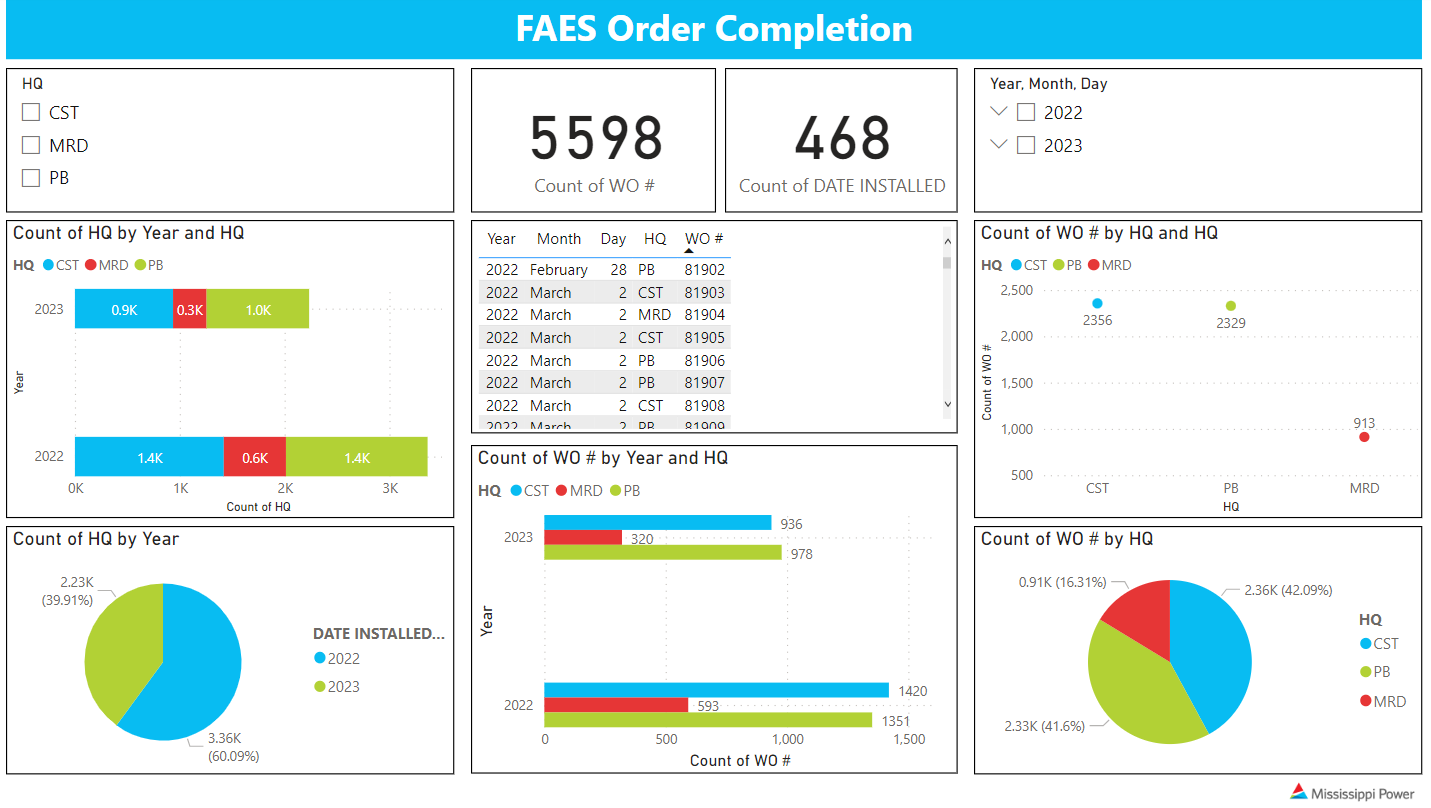 FAES Order Completion
HQ
CST
MRD
PB
5598
Count of WO #
468
Count of DATE INSTALLED
Year, Month, Day
2022
2023
Count of HQ by Year and HQ
HQ CST MRD PB
2023
0.9K 0.3K 1.0K
Year
2022
1.4K 0.6K 1.4K
0K 1K 2K 3K
Count of HQ
Year Month Day HQ WO #
2022 February 28 PB 81902
2022 March 2 CST 81903
2022 March 2 MRD 81904
2022 March 2 CST 81905
2022 March 2 PB 81906
2022 March 2 PB 81907
2022 March 2 CST 81908
2022 March 2 PB 81909
Count of WO # by HQ and HQ
HQ CST PB MRD
2,500
2,000
1,500
1,000
500
Count of WO #
2356
2329
913
CST PB MRD
HQ
Count of HQ by Year
2.23K
(39.91%)
3.36K
(60.09%)
DATE INSTALLED...
2022
2023
Count of WO # by Year and HQ
HQ CST MRD PB
2023
936
320
978
Year
2022
1420
593
1351
0 500 1,000 1,500
Count of WO #
Count of WO # by HQ
0.91K (16.31%)
2.36K (42.09%)
2.33K (41.6%)
HQ
CST
PB
MRD
Mississippi Power